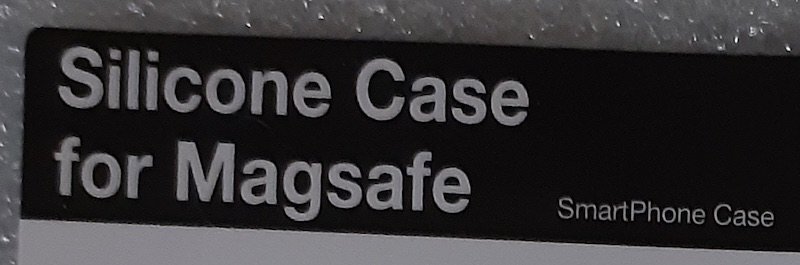 Silicone Case
for Magsafe
SmartPhone Case